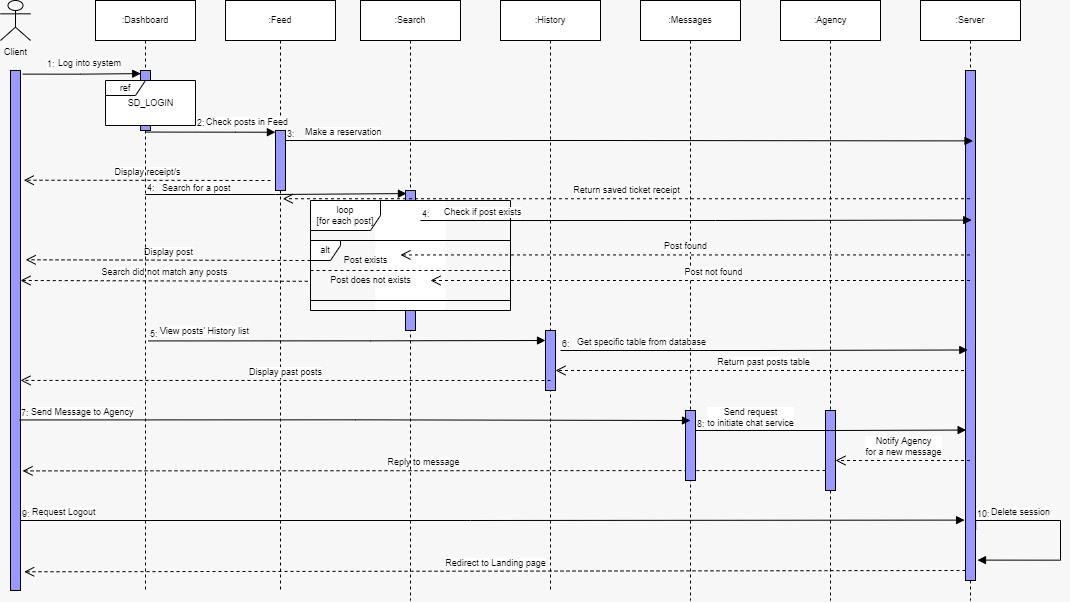 :Dashboard
:Feed
:Search
:History
:Messages
:Agency
:Server
Client
1: Log into system
ref
SD_LOGIN
2: Check posts in Feed
3: Make a reservation
Display receipt/s
4: Search for a post
Return saved ticket receipt
loop
[for each post]
4: Check if post exists
alt
Post found
Display post
Post exists
Search did not match any posts
Post not found
Post does not exists
5: View posts' History list
6: Get specific table from database
Return past posts table
Display past posts
7: Send Message to Agency
Send request
8: to initiate chat service
Notify Agency
for a new message
Reply to message
9: Request Logout
10: Delete session
Redirect to Landing page